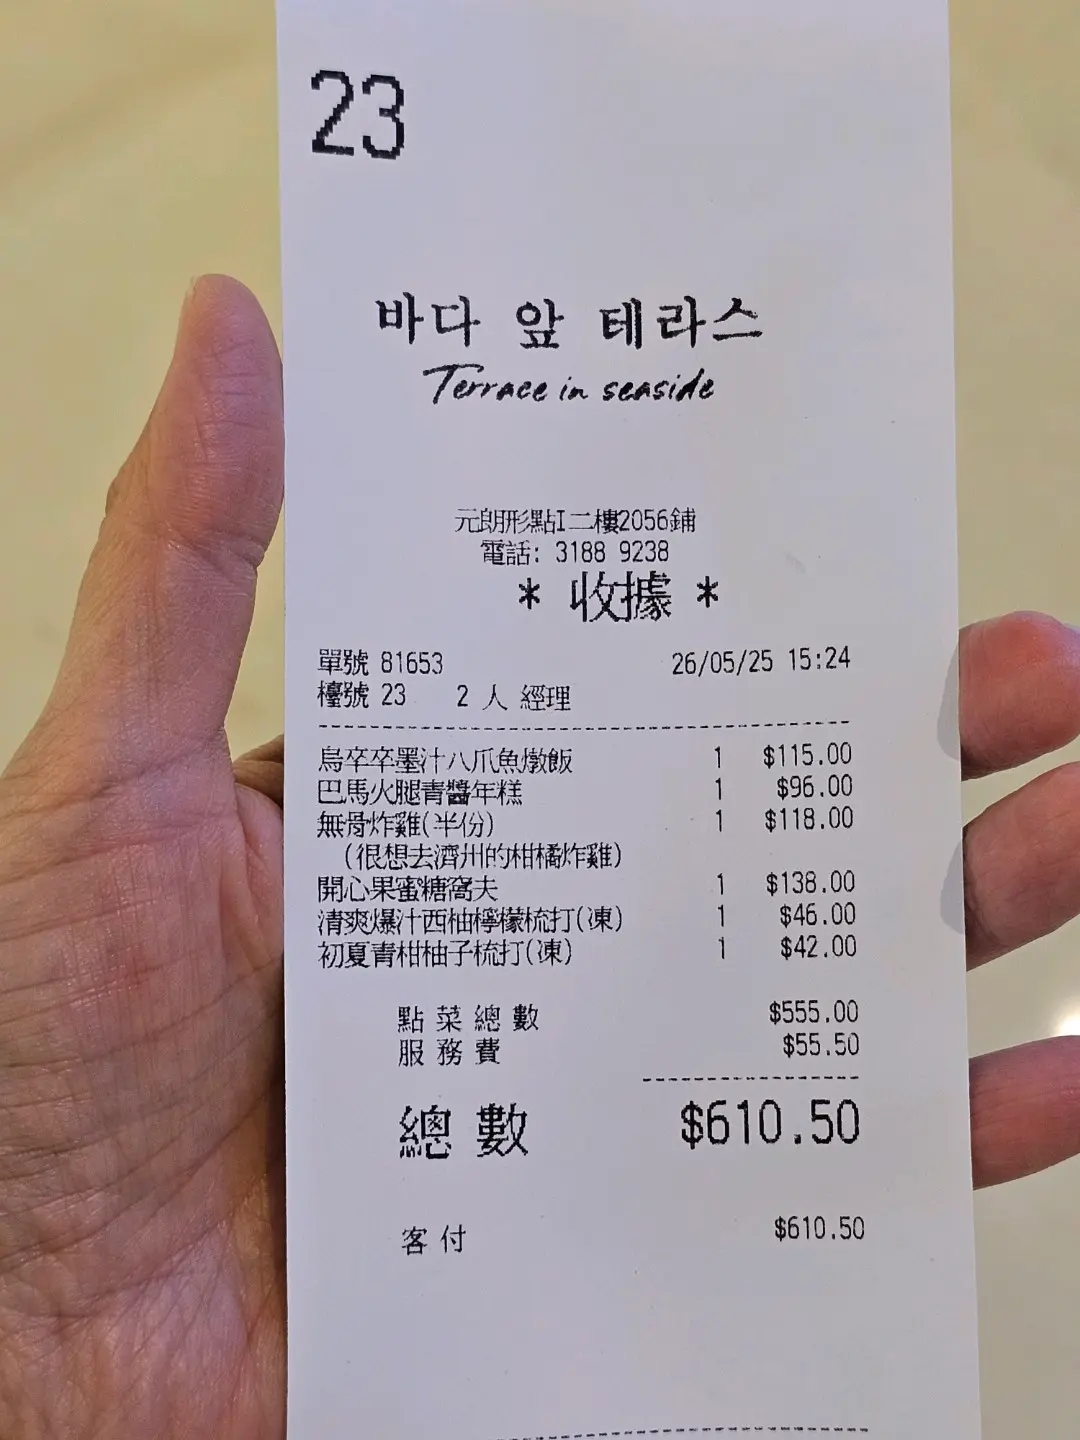 23
바다 앞 테라스
Terrace in seaside
元朗形點I二樓2056鋪
電話: 3188 9238
* 收據 *
單號 81653 26/05/25 15:24
檯號 23 2 人 經理
烏卒卒墨汁八爪魚燉飯 1 $115.00
巴馬火腿青醬年糕 1 $96.00
無骨炸雞(半份) 1 $118.00
(很想去濟州的柑橘炸雞)
開心果蜜糖窩夫 1 $138.00
清爽爆汁西柚檸檬梳打(凍) 1 $46.00
初夏青柑柚子梳打(凍) 1 $42.00
點菜總數 $555.00
服務費 $55.50
總數 $610.50
客付 $610.50